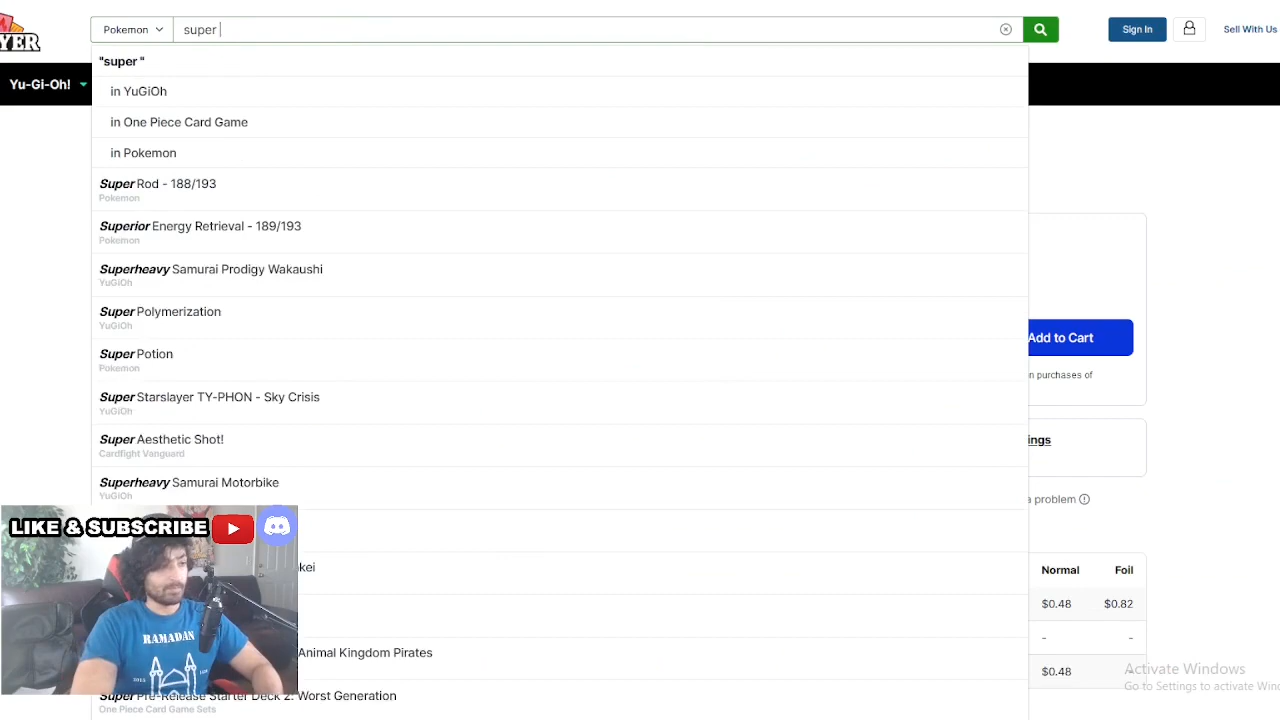 YER
Pokemon
super
Sign In
Sell With Us
Yu-Gi-Oh!
"super "
in YuGiOh
in One Piece Card Game
in Pokemon
Super Rod - 188/193
Pokemon
Superior Energy Retrieval - 189/193
Pokemon
Superheavy Samurai Prodigy Wakaushi
YuGiOh
Super Polymerization
YuGiOh
Super Potion
Pokemon
Super Starslayer TY-PHON - Sky Crisis
YuGiOh
Super Aesthetic Shot!
Cardfight Vanguard
Superheavy Samurai Motorbike
YuGiOh
kei
Animal Kingdom Pirates
Super Pre-Release Starter Deck 2: Worst Generation
One Piece Card Game Sets
Add to Cart
n purchases of
ings
a problem
Normal Foil
$0.48 $0.82
- -
$0.48 -
LIKE & SUBSCRIBE
RAMADAN
Activate Windows
Go to Settings to activate Win